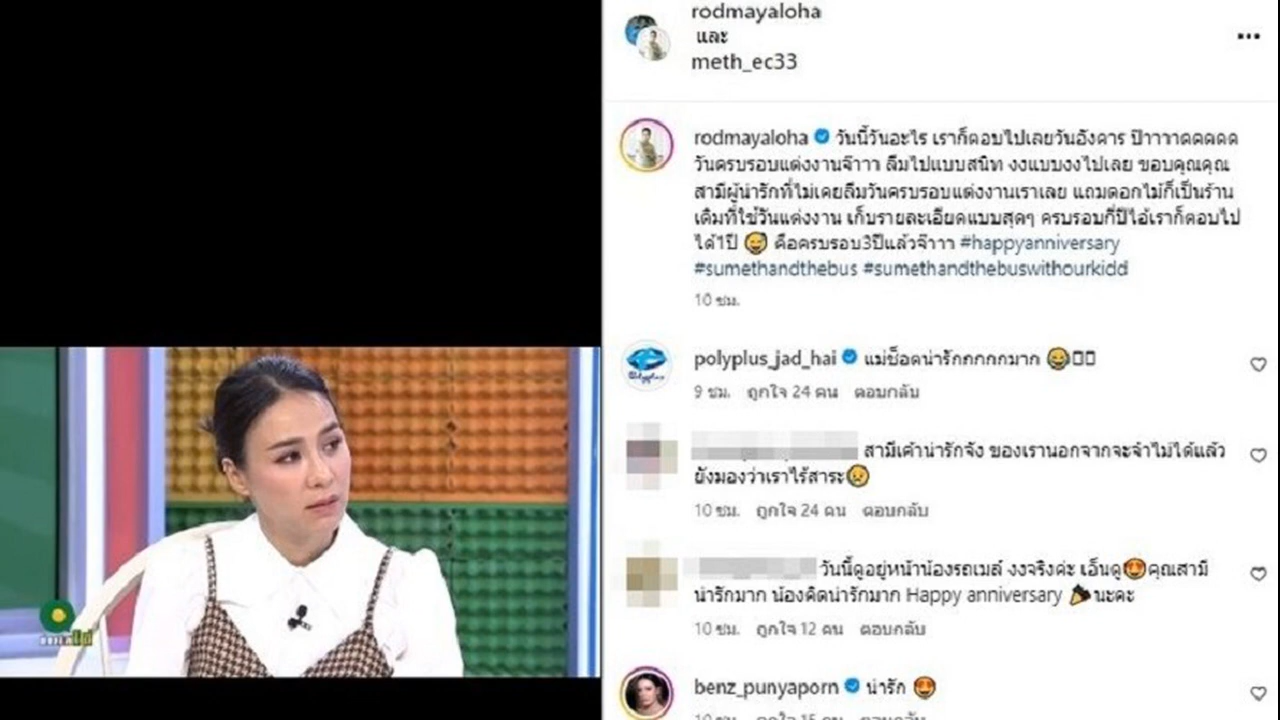 rodmayaloha
และ
meth_ec33
rodmayaloha วันนี้วันอะไร เราก็ตอบไปเลยวันอังคาร ป๊าาาาดดดดด
วันครบรอบแต่งงานจ๊าาา ลืมไปแบบสนิท งงแบบงงไปเลย ขอบคุณคุณ
สามีผู้น่ารักที่ไม่เคยลืมวันครบรอบแต่งงานเราเลย แถมดอกไม้ก็เป็นร้าน
เดิมที่ใช้วันแต่งงาน เก็บรายละเอียดแบบสุดๆ ครบรอบกี่ปีไอ้เราก็ตอบไป
ได้1ปี 😅 คือครบรอบ3ปีแล้วจ๊าาา #happyanniversary
#sumethandthebus #sumethandthebuswithourkidd
10 ชม.
polyplus_jad_hai แม่ช็อตน่ารักกกกกมาก 😂
9 ชม. ถูกใจ 24 คน ตอบกลับ
สามีเค้าน่ารักจัง ของเรานอกจากจะจำไม่ได้แล้ว
ยังมองว่าเราไร้สาระ😢
10 ชม. ถูกใจ 24 คน ตอบกลับ
วันนี้ดูอยู่หน้าน้องรถเมล์ งงจริงค่ะ เอ็นดู😍คุณสามี
น่ารักมาก น้องคิดน่ารักมาก Happy anniversary 🎉นะคะ
10 ชม. ถูกใจ 12 คน ตอบกลับ
benz_punyaporn น่ารัก 😍
10 ชม. ถูกใจ 15 คน ตอบกลับ